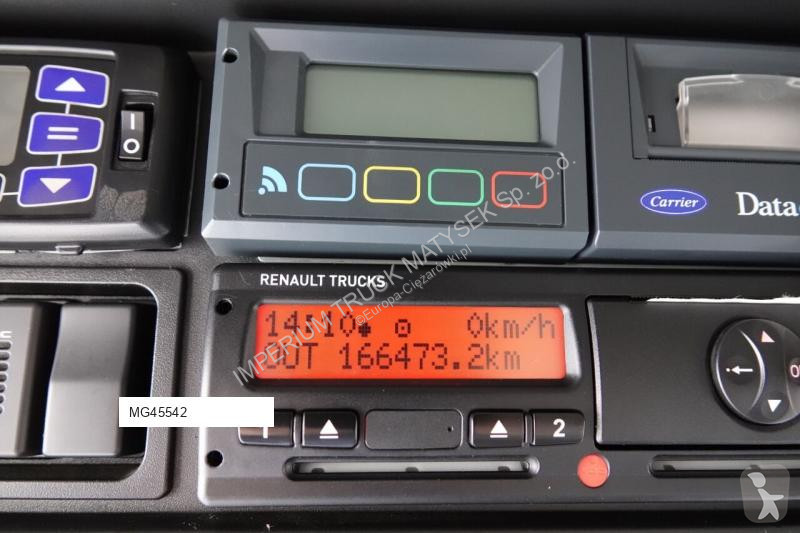 I
O
Carrier
Data
RENAULT TRUCKS
14:10 0km/h
OUT 166473.2km
1
2
MG45542
IMPERIUM TRUCK MATYSEK Sp. z o.o.
©Europa-Ciężarówki.pl